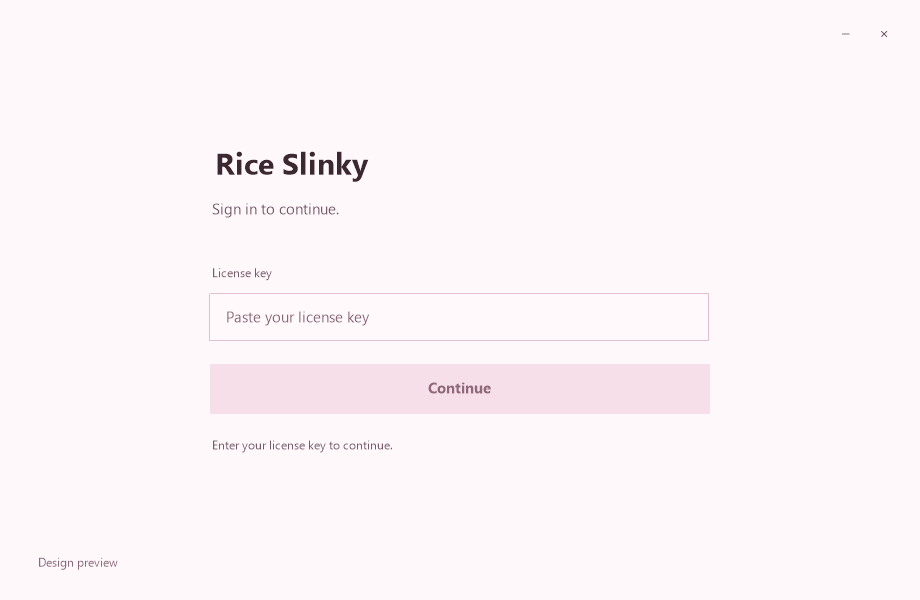 Rice Slinky
Sign in to continue.
License key
Paste your license key
Continue
Enter your license key to continue.
Design preview